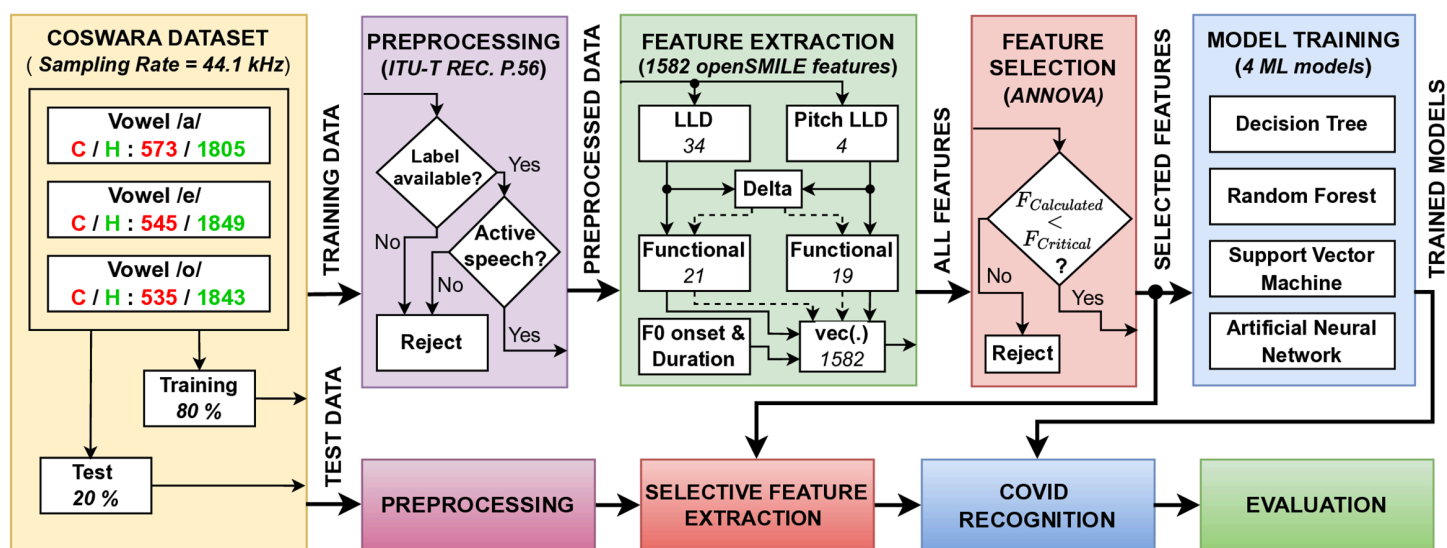 COSWARA DATASET
( Sampling Rate = 44.1 kHz)
Vowel /a/
C / H : 573 / 1805
Vowel /e/
C / H : 545 / 1849
Vowel /o/
C / H : 535 / 1843
Training
80 %
Test
20 %
TRAINING DATA
TEST DATA
PREPROCESSING
(ITU-T REC. P.56)
Label
available?
Yes
No
Active
speech?
No
Yes
Reject
PREPROCESSED DATA
FEATURE EXTRACTION
(1582 openSMILE features)
LLD
34
Pitch LLD
4
Delta
Functional
21
Functional
19
F0 onset &
Duration
vec(.)
1582
ALL FEATURES
FEATURE
SELECTION
(ANNOVA)
F_Calculated
<
F_Critical
?
No
Yes
Reject
SELECTED FEATURES
MODEL TRAINING
(4 ML models)
Decision Tree
Random Forest
Support Vector
Machine
Artificial Neural
Network
TRAINED MODELS
PREPROCESSING
SELECTIVE FEATURE
EXTRACTION
COVID
RECOGNITION
EVALUATION